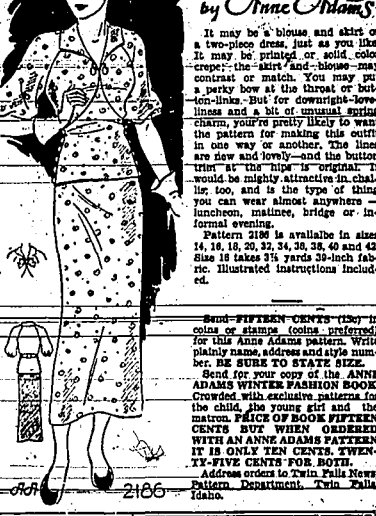 by Anne Adams
It may be a blouse and skirt or
a two-piece dress, just as you like.
It may be printed or solid color
crepe; the skirt and blouse may
contrast or match. You may put
a perky bow at the throat or but-
ton-links. But for downright love-
liness and a bit of unusual spring
charm, you're pretty likely to want
the pattern for making this outfit
in one way or another. The lines
are new and lovely—and the button
trim at the hips is original. It
would be mighty attractive in chal-
lis, too, and is the type of thing
you can wear almost anywhere —
luncheon, matinee, bridge or in-
formal evening.
Pattern 2186 is availalbe in sizes
14, 16, 18, 20, 32, 34, 36, 38, 40 and 42.
Size 16 takes 3⅞ yards 39-inch fab-
ric. Illustrated instructions includ-
ed.
Send FIFTEEN CENTS (15c) in
coins or stamps (coins preferred)
for this Anne Adams pattern. Write
plainly name, address and style num-
ber. BE SURE TO STATE SIZE.
Send for your copy of the ANNE
ADAMS WINTER FASHION BOOK.
Crowded with exclusive patterns for
the child, the young girl and the
matron. PRICE OF BOOK FIFTEEN
CENTS BUT WHEN ORDERED
WITH AN ANNE ADAMS PATTERN
IT IS ONLY TEN CENTS. TWEN-
TY-FIVE CENTS FOR BOTH.
Address orders to Twin Falls News
Pattern Department, Twin Falls,
Idaho.
AA 2186